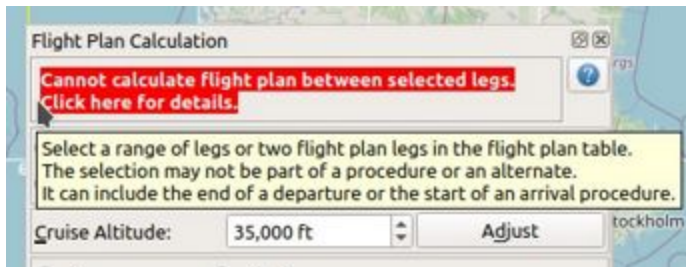 Flight Plan Calculation
Cannot calculate flight plan between selected legs.
Click here for details.
Select a range of legs or two flight plan legs in the flight plan table.
The selection may not be part of a procedure or an alternate.
It can include the end of a departure or the start of an arrival procedure.
Cruise Altitude: 35,000 ft Adjust
tockholm